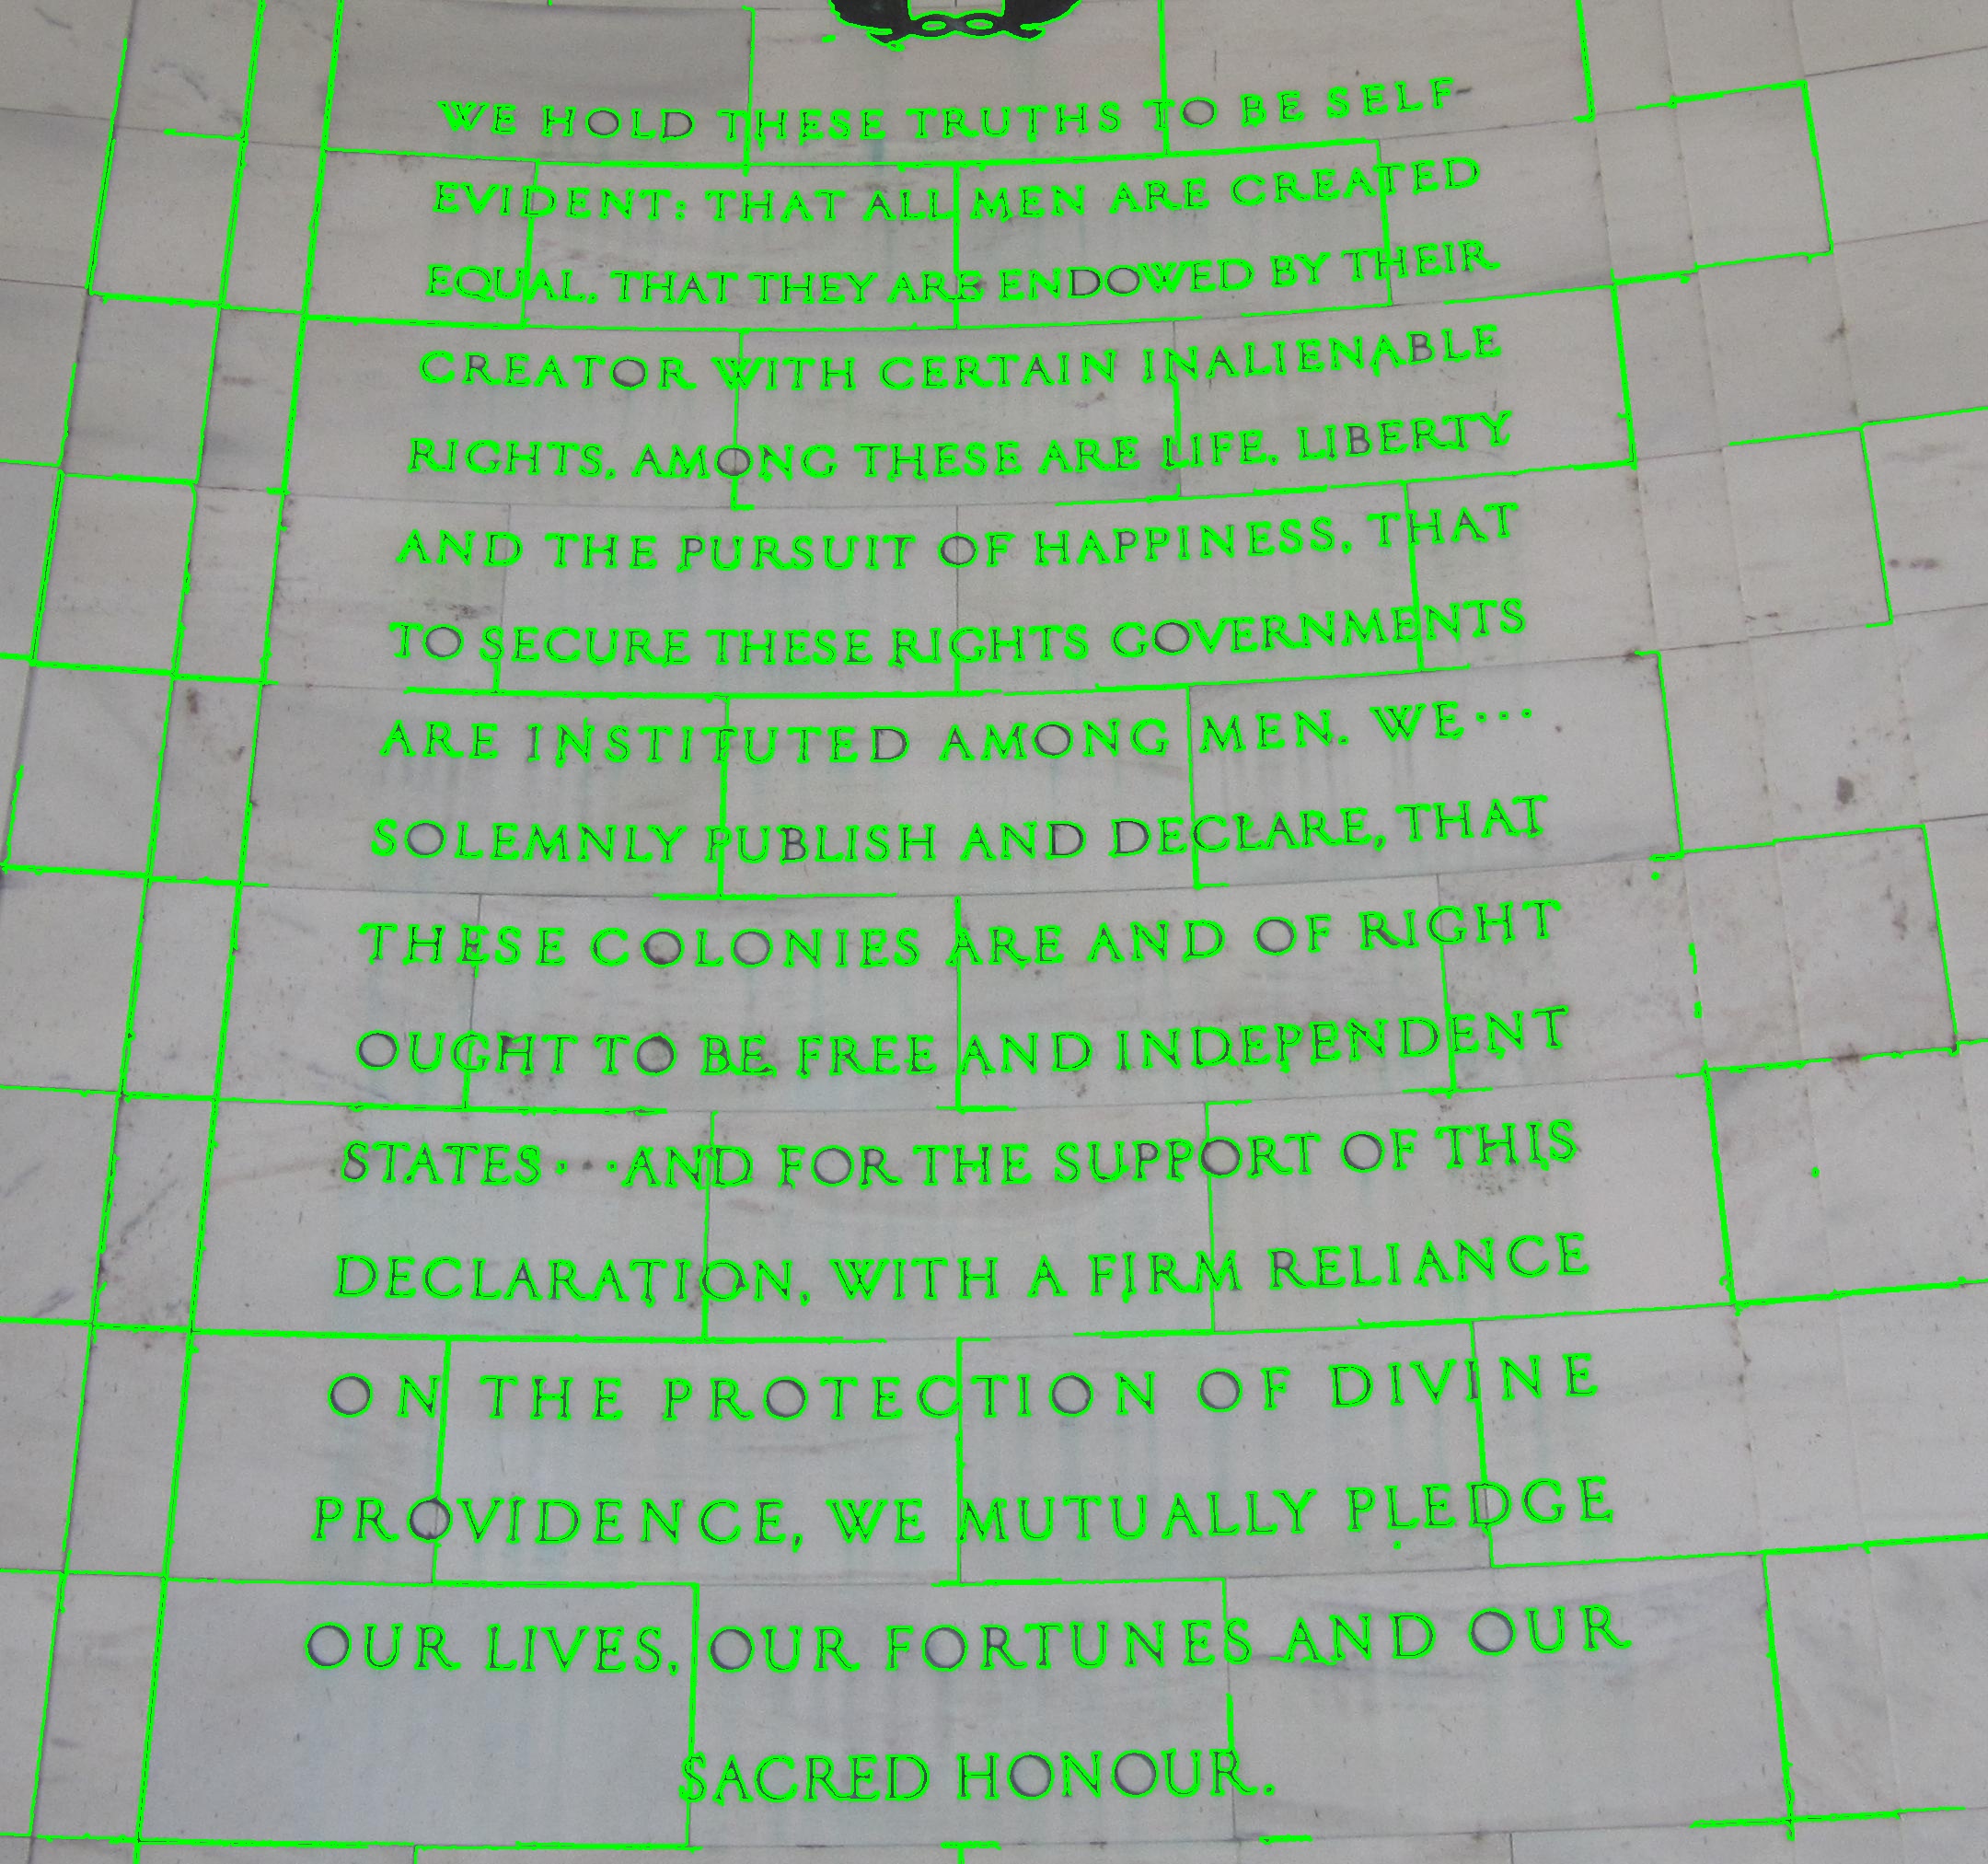 WE HOLD THESE TRUTHS TO BE SELF-
EVIDENT: THAT ALL MEN ARE CREATED
EQUAL. THAT THEY ARE ENDOWED BY THEIR
CREATOR WITH CERTAIN INALIENABLE
RIGHTS. AMONG THESE ARE LIFE. LIBERTY
AND THE PURSUIT OF HAPPINESS. THAT
TO SECURE THESE RIGHTS GOVERNMENTS
ARE INSTITUTED AMONG MEN. WE···
SOLEMNLY PUBLISH AND DECLARE, THAT
THESE COLONIES ARE AND OF RIGHT
OUGHT TO BE FREE AND INDEPENDENT
STATES···AND FOR THE SUPPORT OF THIS
DECLARATION, WITH A FIRM RELIANCE
ON THE PROTECTION OF DIVINE
PROVIDENCE, WE MUTUALLY PLEDGE
OUR LIVES, OUR FORTUNES AND OUR
SACRED HONOUR.